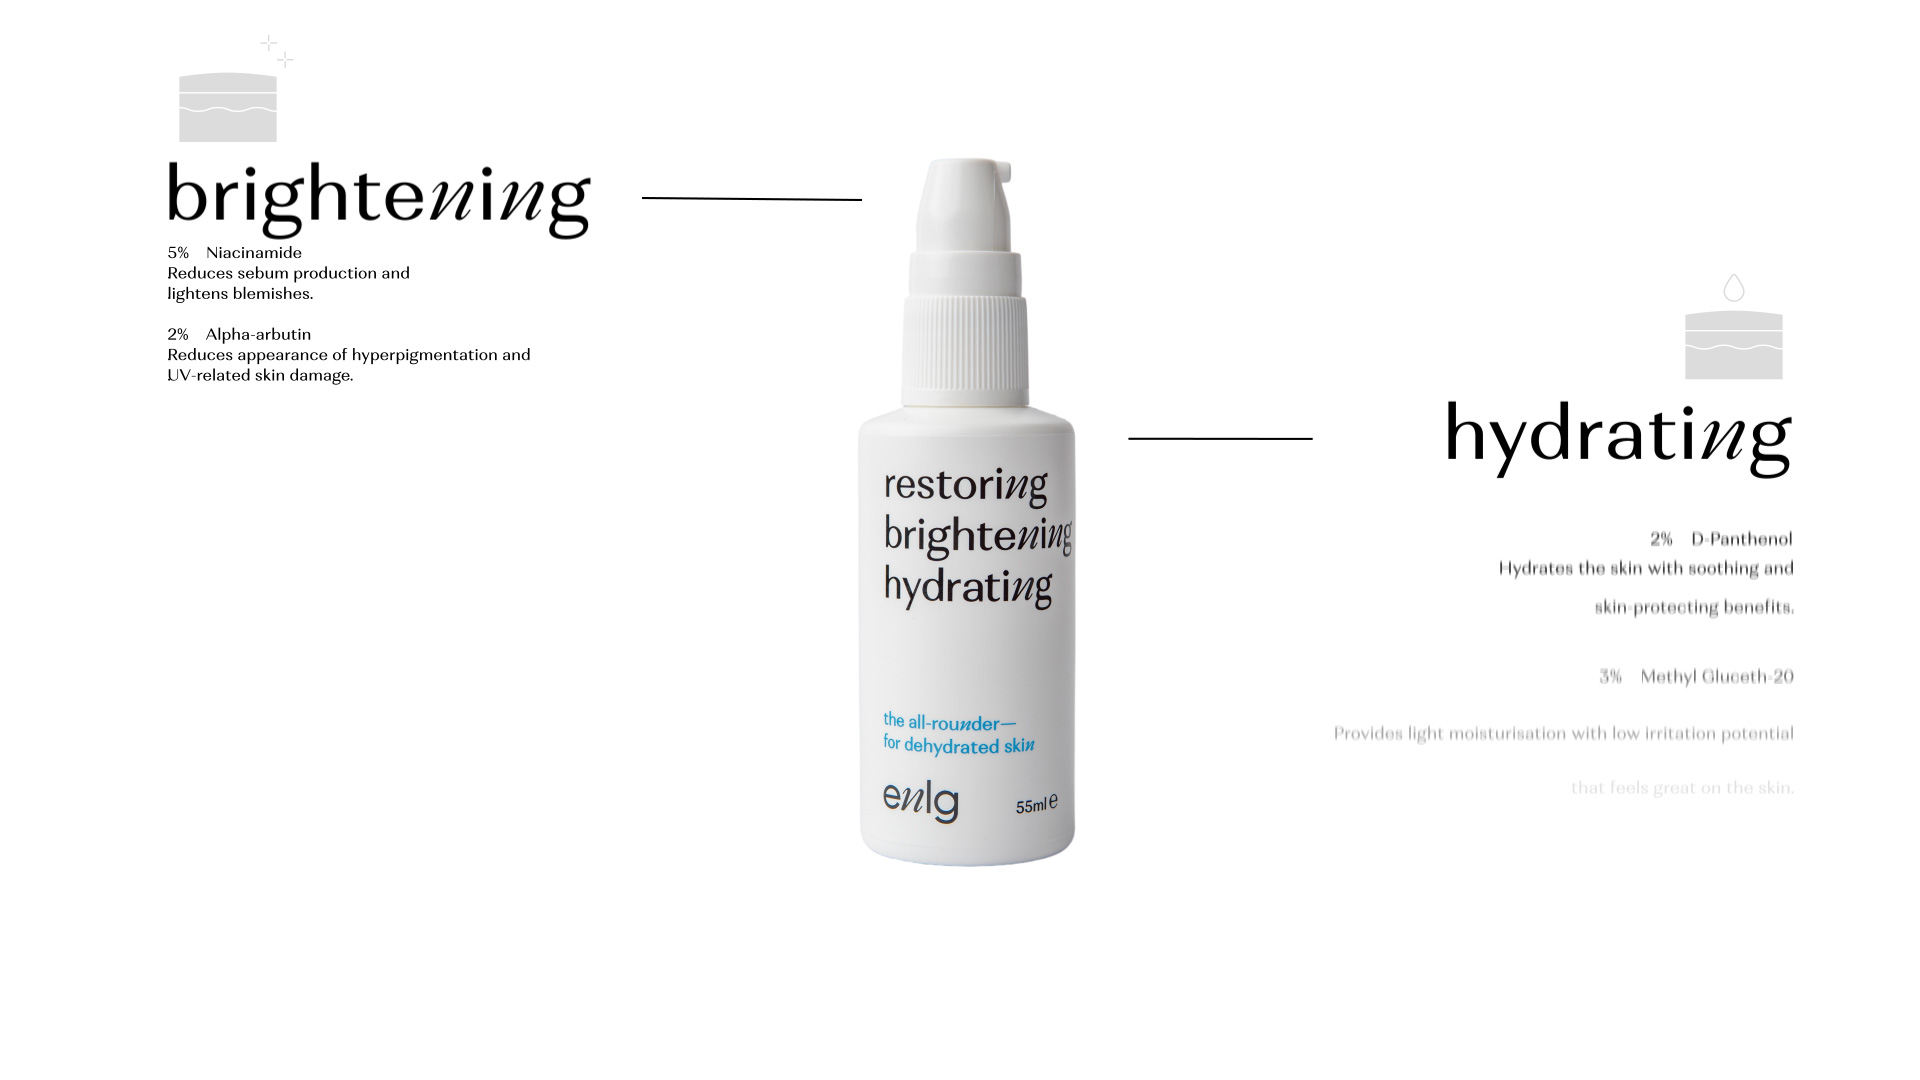 brightening
5% Niacinamide
Reduces sebum production and
lightens blemishes.
2% Alpha-arbutin
Reduces appearance of hyperpigmentation and
UV-related skin damage.
restoring
brightening
hydrating
the all-rounder—
for dehydrated skin
enlg
55ml ℮
hydrating
2% D-Panthenol
Hydrates the skin with soothing and
skin-protecting benefits.
3% Methyl Gluceth-20
Provides light moisturisation with low irritation potential
that feels great on the skin.